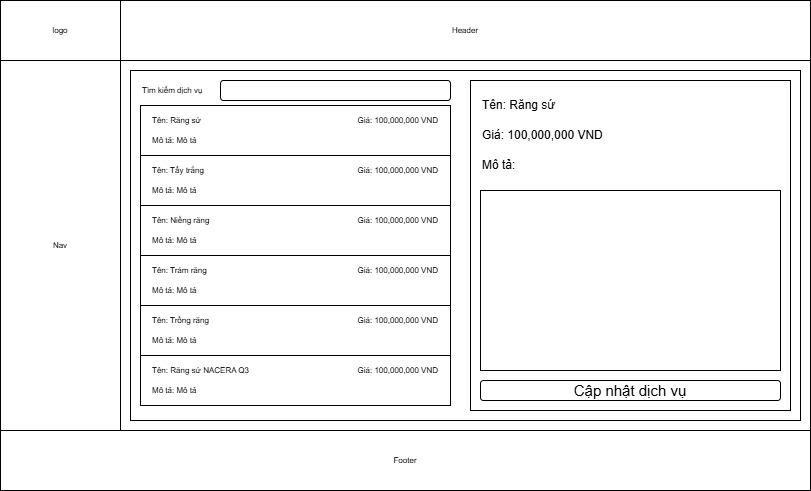 logo
Header
Nav
Tìm kiếm dịch vụ
Tên: Răng sứ Giá: 100,000,000 VND
Mô tả: Mô tả
Tên: Tẩy trắng Giá: 100,000,000 VND
Mô tả: Mô tả
Tên: Niềng răng Giá: 100,000,000 VND
Mô tả: Mô tả
Tên: Trám răng Giá: 100,000,000 VND
Mô tả: Mô tả
Tên: Trồng răng Giá: 100,000,000 VND
Mô tả: Mô tả
Tên: Răng sứ NACERA Q3 Giá: 100,000,000 VND
Mô tả: Mô tả
Tên: Răng sứ
Giá: 100,000,000 VND
Mô tả:
Cập nhật dịch vụ
Footer